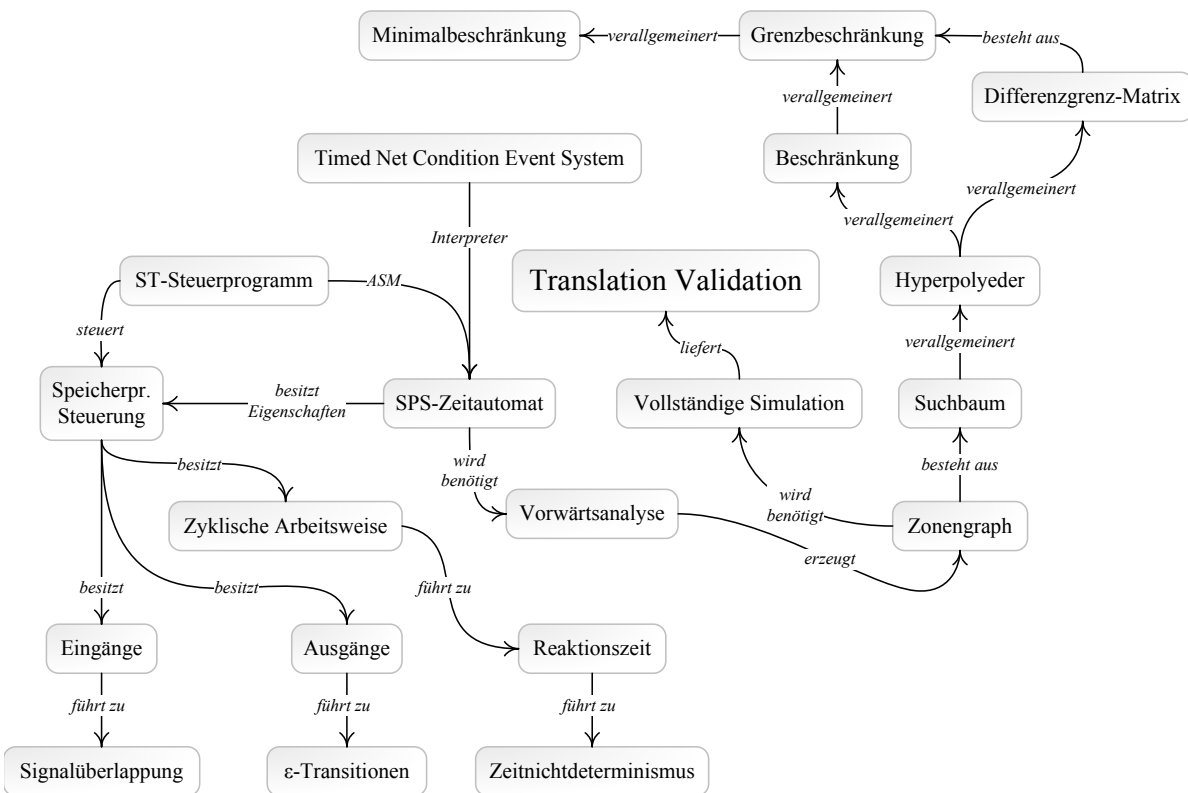 Minimalbeschränkung
verallgemeinert
Grenzbeschränkung
besteht aus
Differenzgrenz-Matrix
verallgemeinert
Timed Net Condition Event System
Beschränkung
verallgemeinert
verallgemeinert
Interpreter
ST-Steuerprogramm
ASM
Translation Validation
Hyperpolyeder
steuert
liefert
verallgemeinert
Speicherpr.
Steuerung
besitzt
Eigenschaften
SPS-Zeitautomat
Vollständige Simulation
Suchbaum
besitzt
wird
benötigt
wird
benötigt
besteht aus
Zyklische Arbeitsweise
Vorwärtsanalyse
Zonengraph
erzeugt
besitzt
besitzt
führt zu
Eingänge
Ausgänge
Reaktionszeit
führt zu
führt zu
führt zu
Signalüberlappung
ε-Transitionen
Zeitnichtdeterminismus